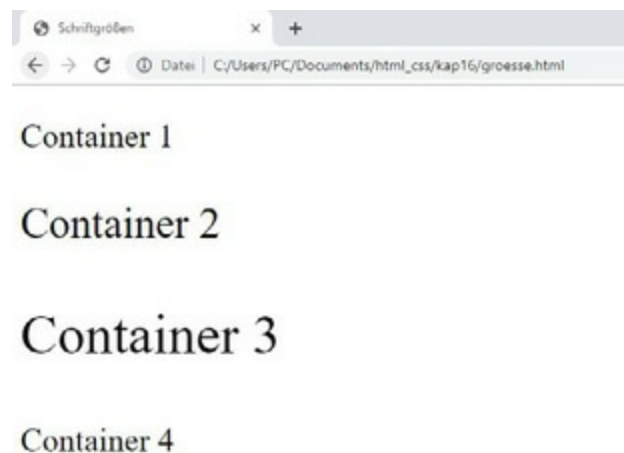 Schriftgrößen
Datei | C:/Users/PC/Documents/html_css/kap16/groesse.html
Container 1
Container 2
Container 3
Container 4